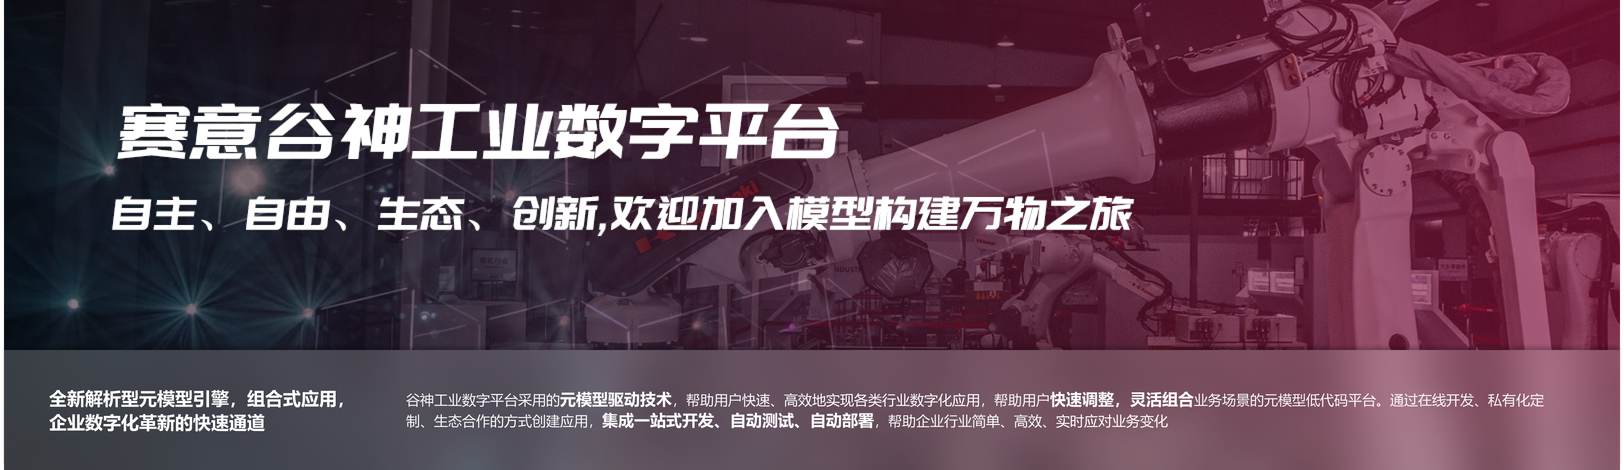 赛意谷神工业数字平台
自主、自由、生态、创新,欢迎加入模型构建万物之旅
全新解析型元模型引擎，组合式应用，
企业数字化革新的快速通道
谷神工业数字平台采用的元模型驱动技术，帮助用户快速、高效地实现各类行业数字化应用，帮助用户快速调整，灵活组合业务场景的元模型低代码平台。通过在线开发、私有化定
制、生态合作的方式创建应用，集成一站式开发、自动测试、自动部署，帮助企业行业简单、高效、实时应对业务变化